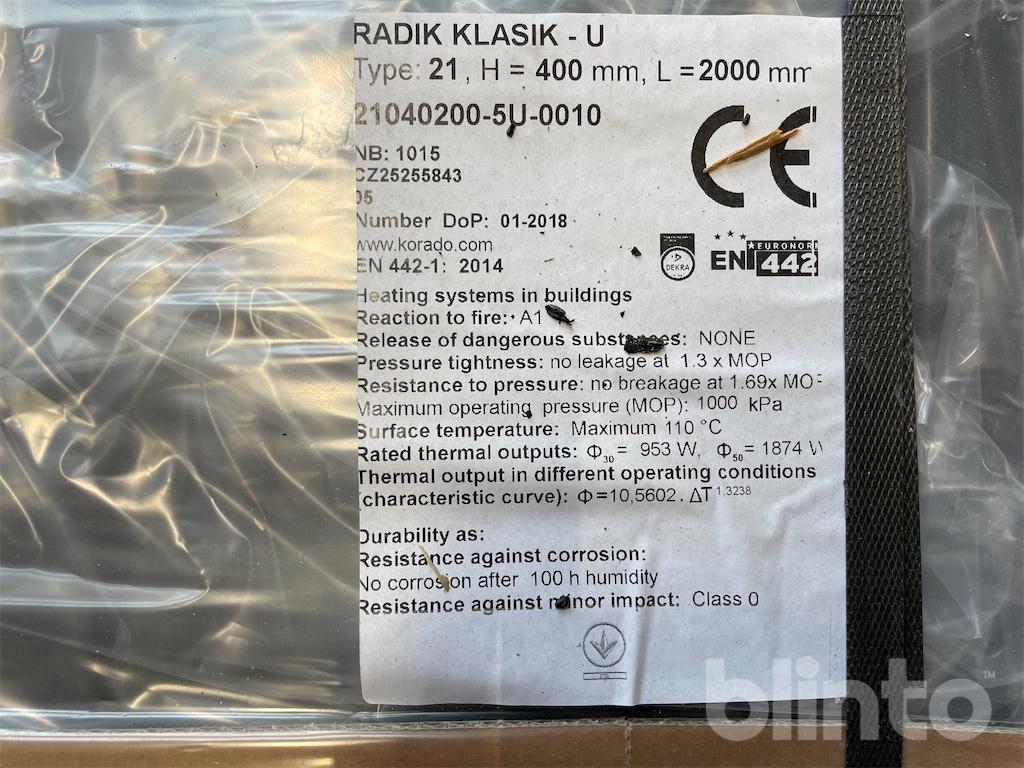 RADIK KLASIK - U
Type: 21, H = 400 mm, L = 2000 mm
21040200-5U-0010
CE
NB: 1015
CZ25255843
05
Number DoP: 01-2018
www.korado.com
EN 442-1: 2014
DEKRA
EURONOR
EN 442
Heating systems in buildings
Reaction to fire: A1
Release of dangerous substances: NONE
Pressure tightness: no leakage at 1.3 x MOP
Resistance to pressure: no breakage at 1.69x MOP
Maximum operating pressure (MOP): 1000 kPa
Surface temperature: Maximum 110 °C
Rated thermal outputs: Φ30= 953 W, Φ50= 1874 W
Thermal output in different operating conditions
(characteristic curve): Φ=10,5602.ΔT 1,3238
Durability as:
Resistance against corrosion:
No corrosion after 100 h humidity
Resistance against minor impact: Class 0
blinto™